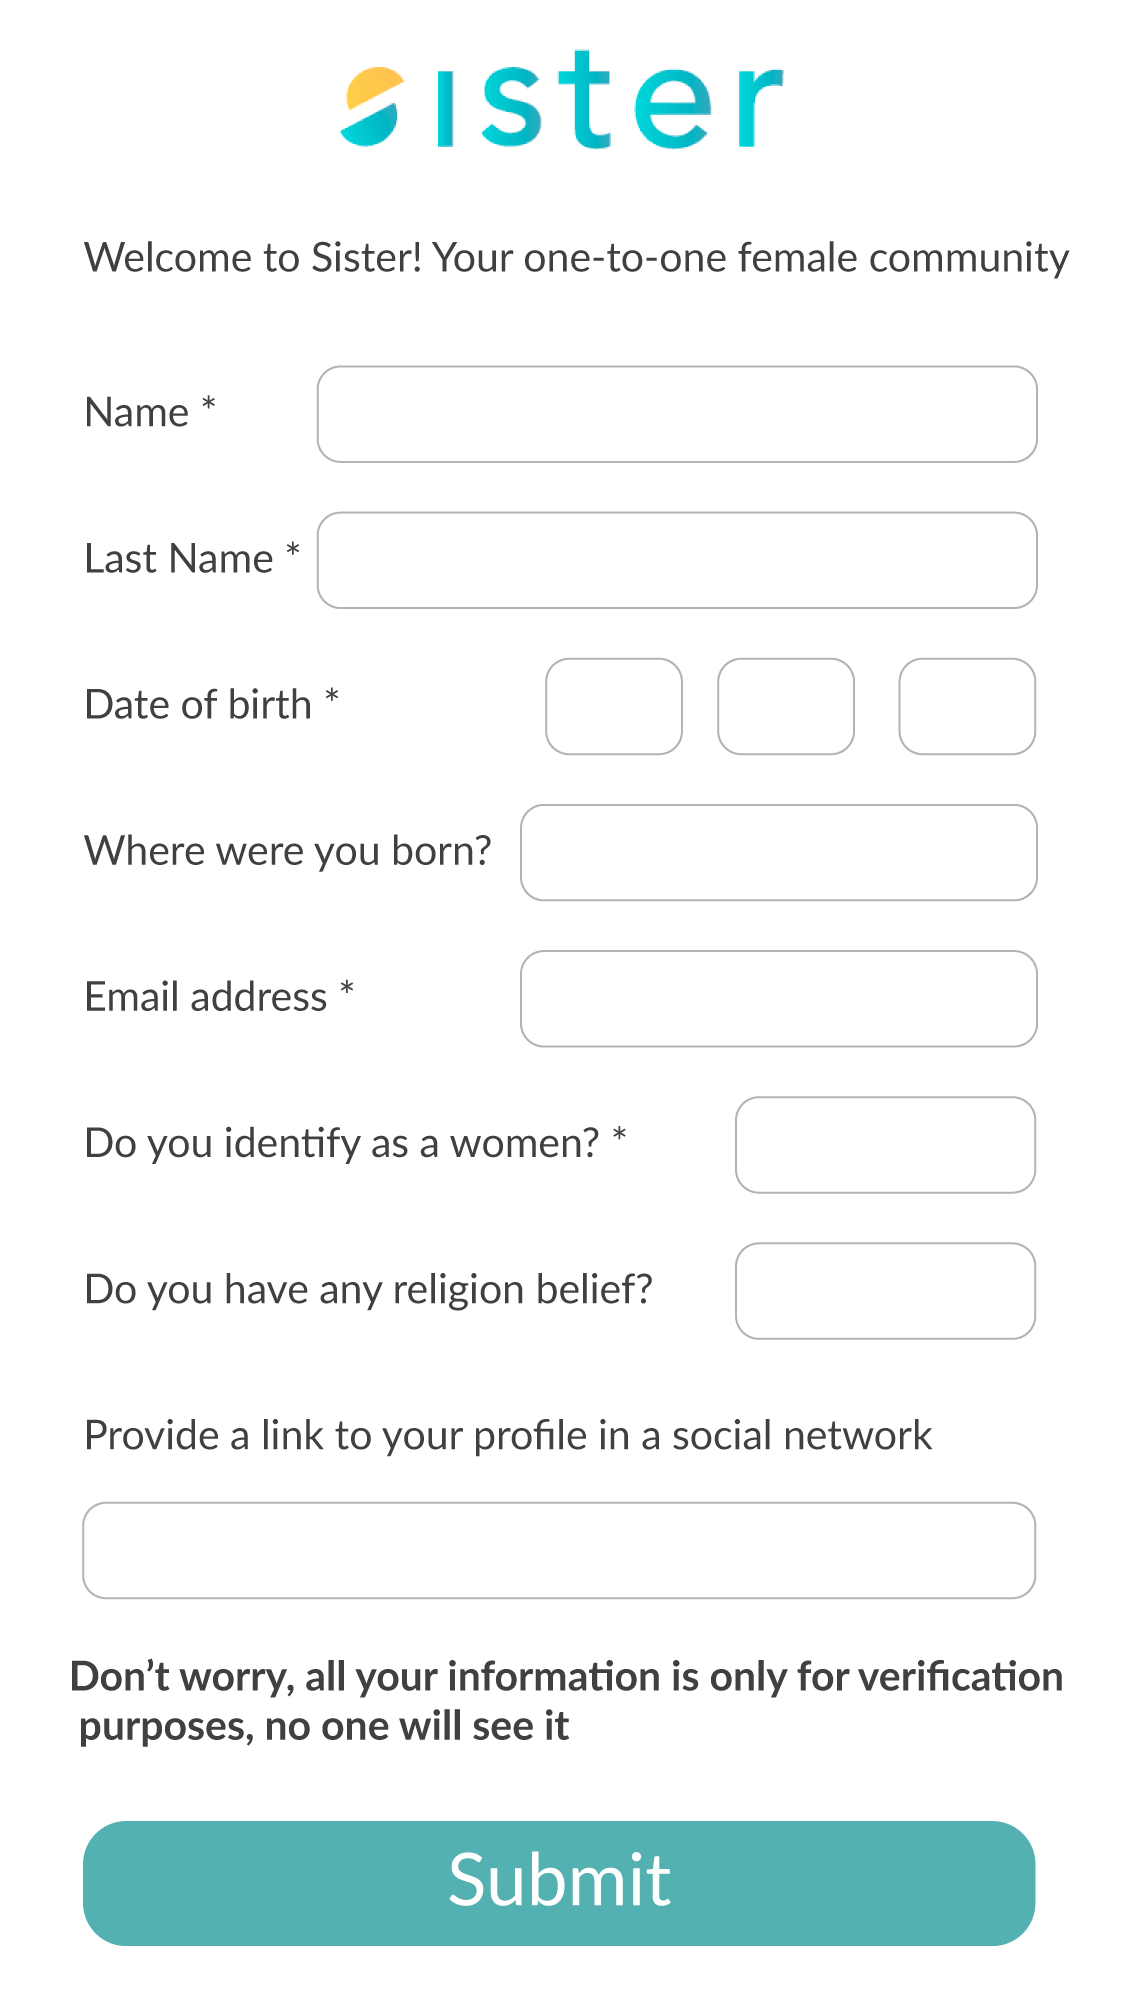 sister
Welcome to Sister! Your one-to-one female community
Name *
Last Name *
Date of birth *
Where were you born?
Email address *
Do you identify as a women? *
Do you have any religion belief?
Provide a link to your profile in a social network
Don’t worry, all your information is only for verification
purposes, no one will see it
Submit